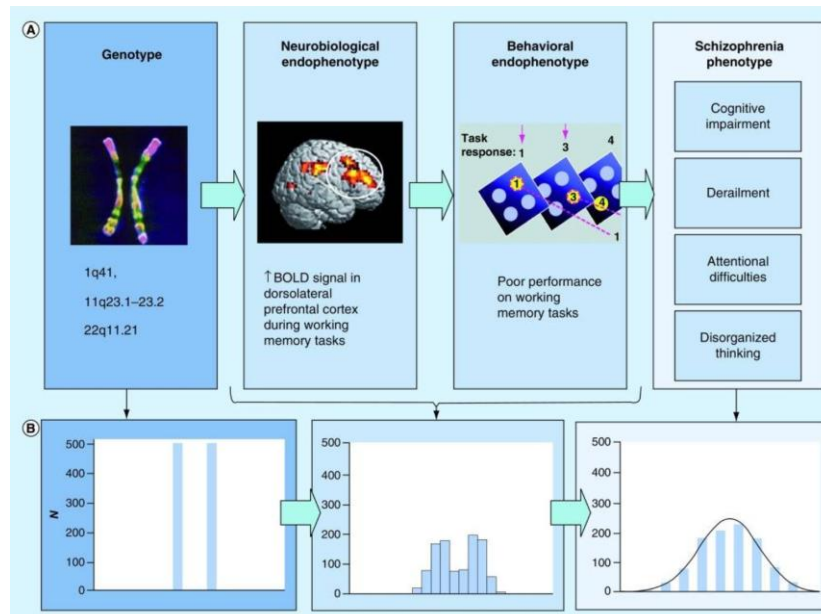 A
Genotype
1q41,
11q23.1–23.2
22q11.21
Neurobiological
endophenotype
↑BOLD signal in
dorsolateral
prefrontal cortex
during working
memory tasks
Behavioral
endophenotype
Task
response:
1
3
4
1
3
4
1
Poor performance
on working
memory tasks
Schizophrenia
phenotype
Cognitive
impairment
Derailment
Attentional
difficulties
Disorganized
thinking
B
N
500
400
300
200
100
0
500
400
300
200
100
0
500
400
300
200
100
0